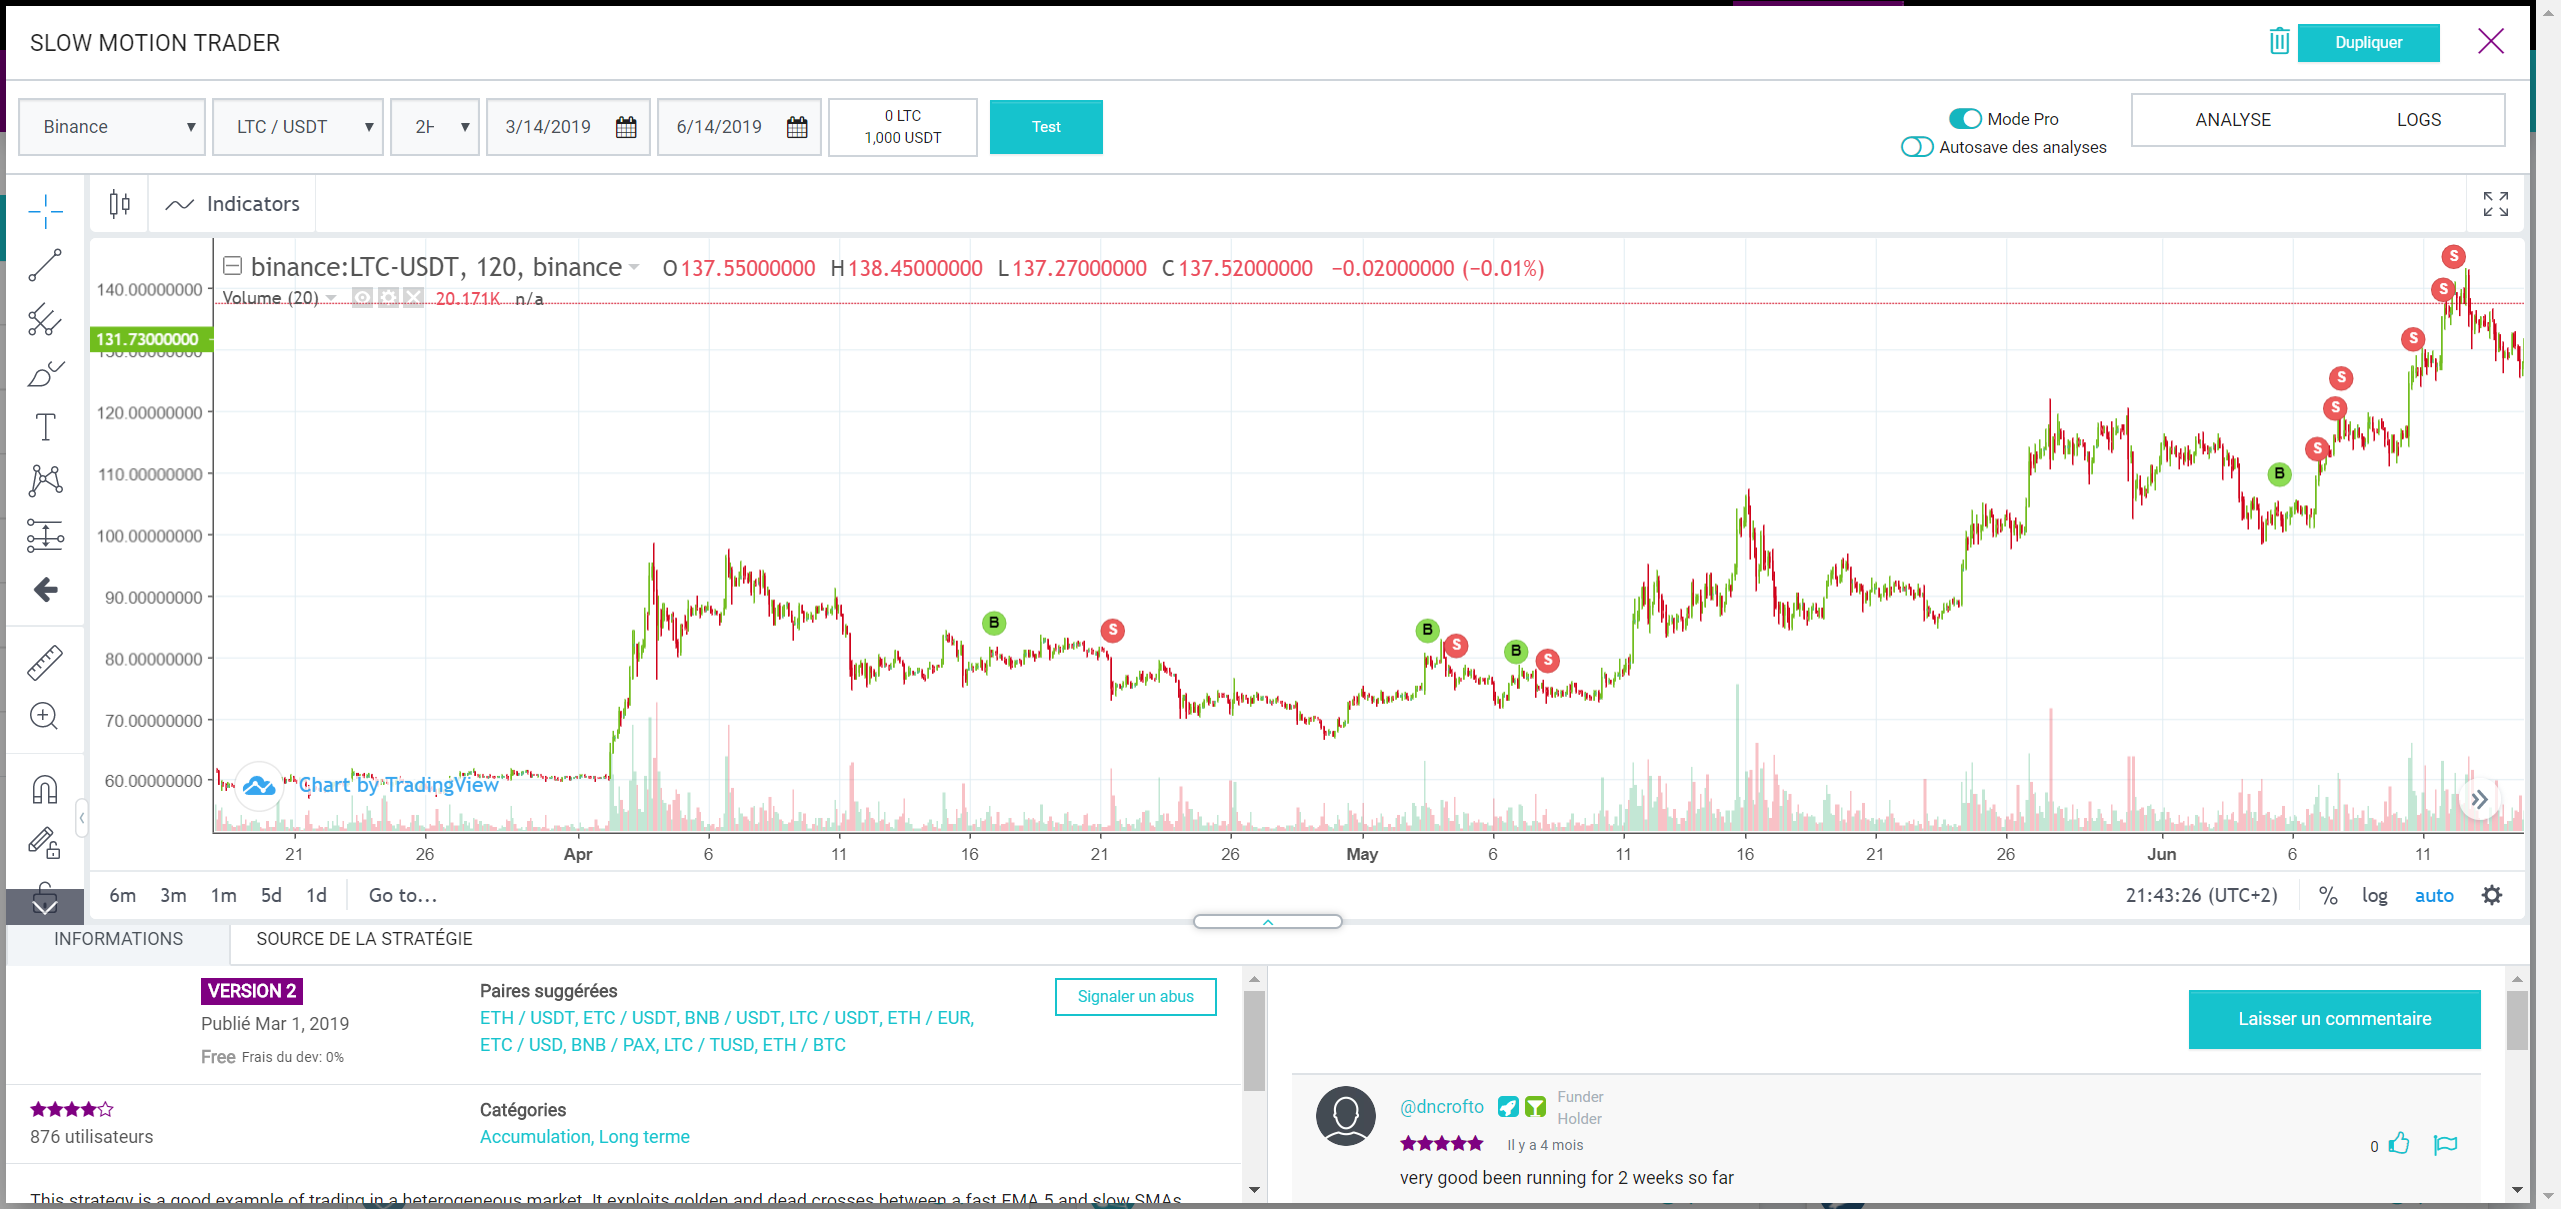 SLOW MOTION TRADER
Dupliquer
Binance
LTC / USDT
2H
3/14/2019
6/14/2019
0 LTC
1,000 USDT
Test
Mode Pro
Autosave des analyses
ANALYSE
LOGS
Indicators
binance:LTC-USDT, 120, binance O 137.55000000 H 138.45000000 L 137.27000000 C 137.52000000 −0.02000000 (−0.01%)
Volume (20) 20.171K n/a
140.00000000
131.73000000
130.00000000
120.00000000
110.00000000
100.00000000
90.00000000
80.00000000
70.00000000
60.00000000
B
S
B
S
B
S
B
S
S
S
S
S
S
Chart by TradingView
21 26 Apr 6 11 16 21 26 May 6 11 16 21 26 Jun 6 11
6m 3m 1m 5d 1d Go to...
21:43:26 (UTC+2) % log auto
INFORMATIONS
SOURCE DE LA STRATÉGIE
VERSION 2
Publié Mar 1, 2019
Free Frais du dev: 0%
Paires suggérées
ETH / USDT, ETC / USDT, BNB / USDT, LTC / USDT, ETH / EUR,
ETC / USD, BNB / PAX, LTC / TUSD, ETH / BTC
Signaler un abus
876 utilisateurs
Catégories
Accumulation, Long terme
This strategy is a good example of trading in a heterogeneous market. It exploits golden and dead crosses between a fast EMA 5 and slow SMAs
Laisser un commentaire
@dncrofto
Funder
Holder
Il y a 4 mois
0
very good been running for 2 weeks so far